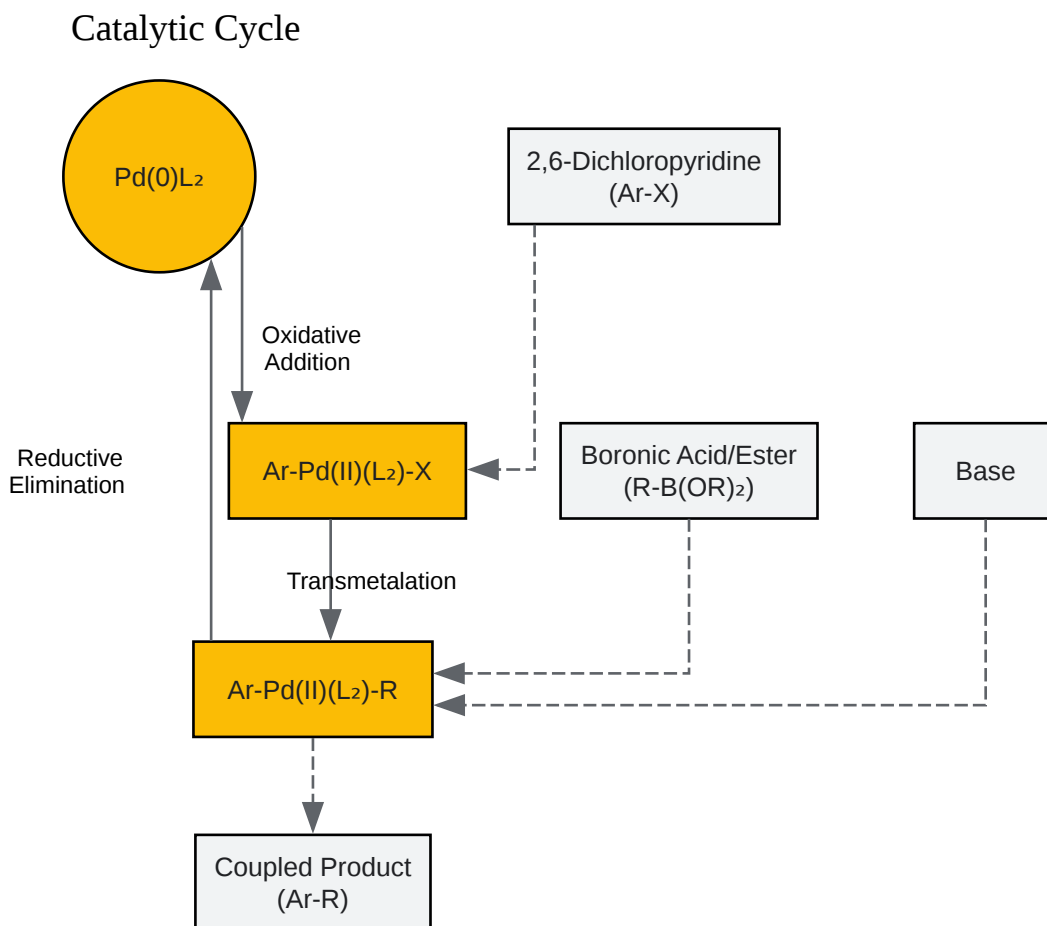 Catalytic Cycle
Pd(0)L₂
2,6-Dichloropyridine
(Ar-X)
Oxidative
Addition
Reductive
Elimination
Ar-Pd(II)(L₂)-X
Boronic Acid/Ester
(R-B(OR)₂)
Base
Transmetalation
Ar-Pd(II)(L₂)-R
Coupled Product
(Ar-R)